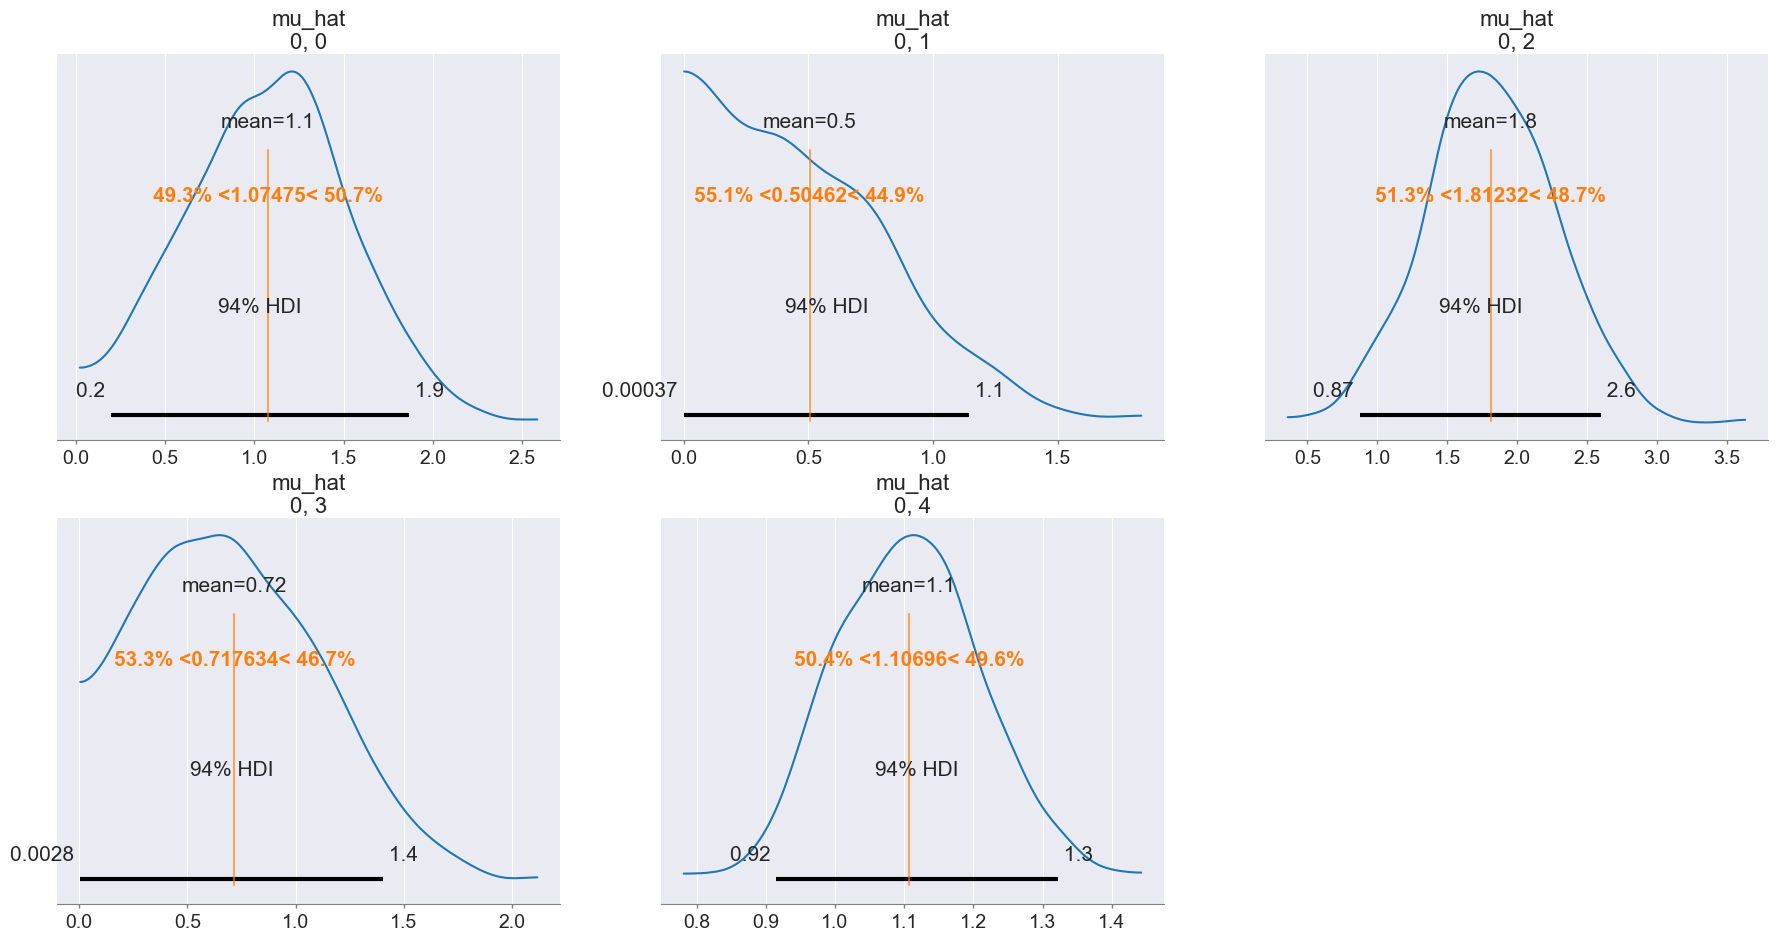 mu_hat
0, 0
mean=1.1
49.3% <1.07475< 50.7%
94% HDI
0.2
1.9
0.0 0.5 1.0 1.5 2.0 2.5
mu_hat
0, 1
mean=0.5
55.1% <0.50462< 44.9%
94% HDI
0.00037
1.1
0.0 0.5 1.0 1.5
mu_hat
0, 2
mean=1.8
51.3% <1.81232< 48.7%
94% HDI
0.87
2.6
0.5 1.0 1.5 2.0 2.5 3.0 3.5
mu_hat
0, 3
mean=0.72
53.3% <0.717634< 46.7%
94% HDI
0.0028
1.4
0.0 0.5 1.0 1.5 2.0
mu_hat
0, 4
mean=1.1
50.4% <1.10696< 49.6%
94% HDI
0.92
1.3
0.8 0.9 1.0 1.1 1.2 1.3 1.4